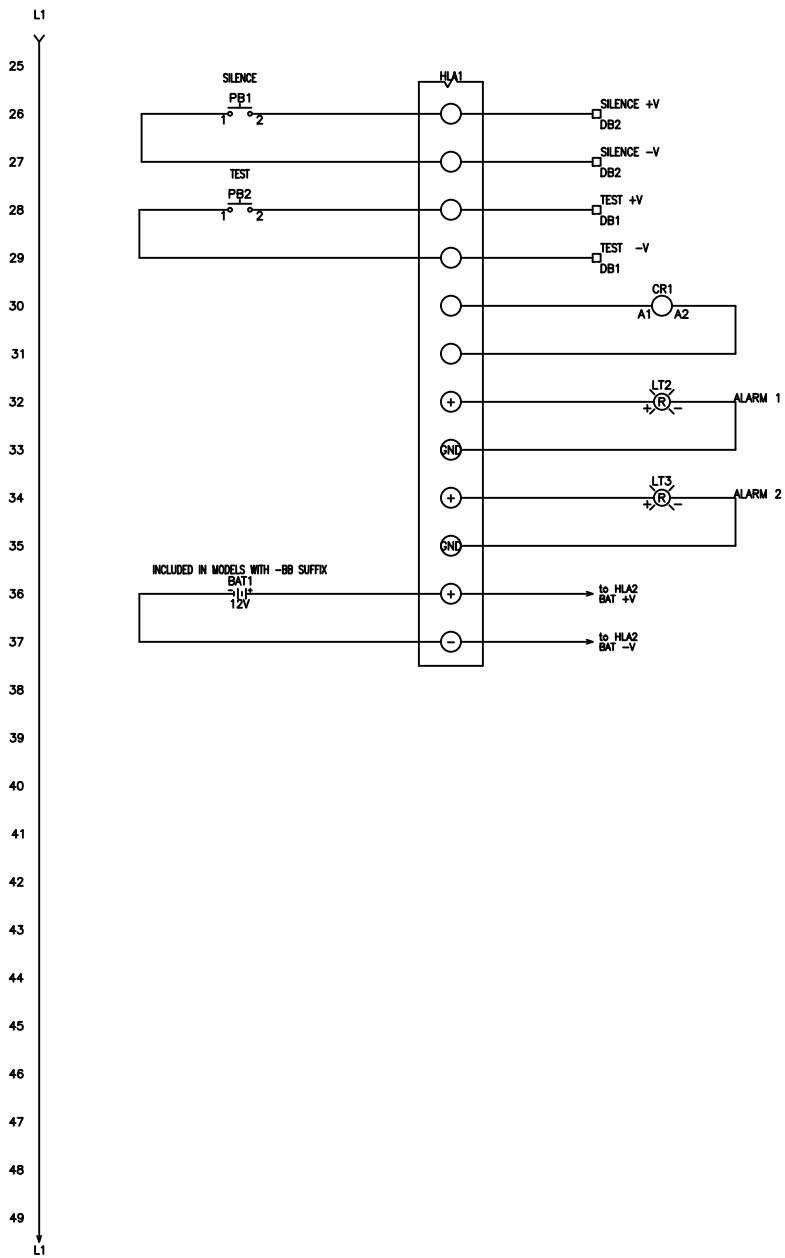 L1
25
SILENCE
HLA1
PB1
26
1
2
SILENCE +V
DB2
27
SILENCE -V
DB2
TEST
PB2
28
1
2
TEST +V
DB1
29
TEST -V
DB1
30
CR1
A1
A2
31
32
+
LT2
+
R
-
ALARM 1
33
GND
34
+
LT3
+
R
-
ALARM 2
35
GND
INCLUDED IN MODELS WITH -BB SUFFIX
BAT1
36
-
+
12V
+
to HLA2
BAT +V
37
-
to HLA2
BAT -V
38
39
40
41
42
43
44
45
46
47
48
49
L1